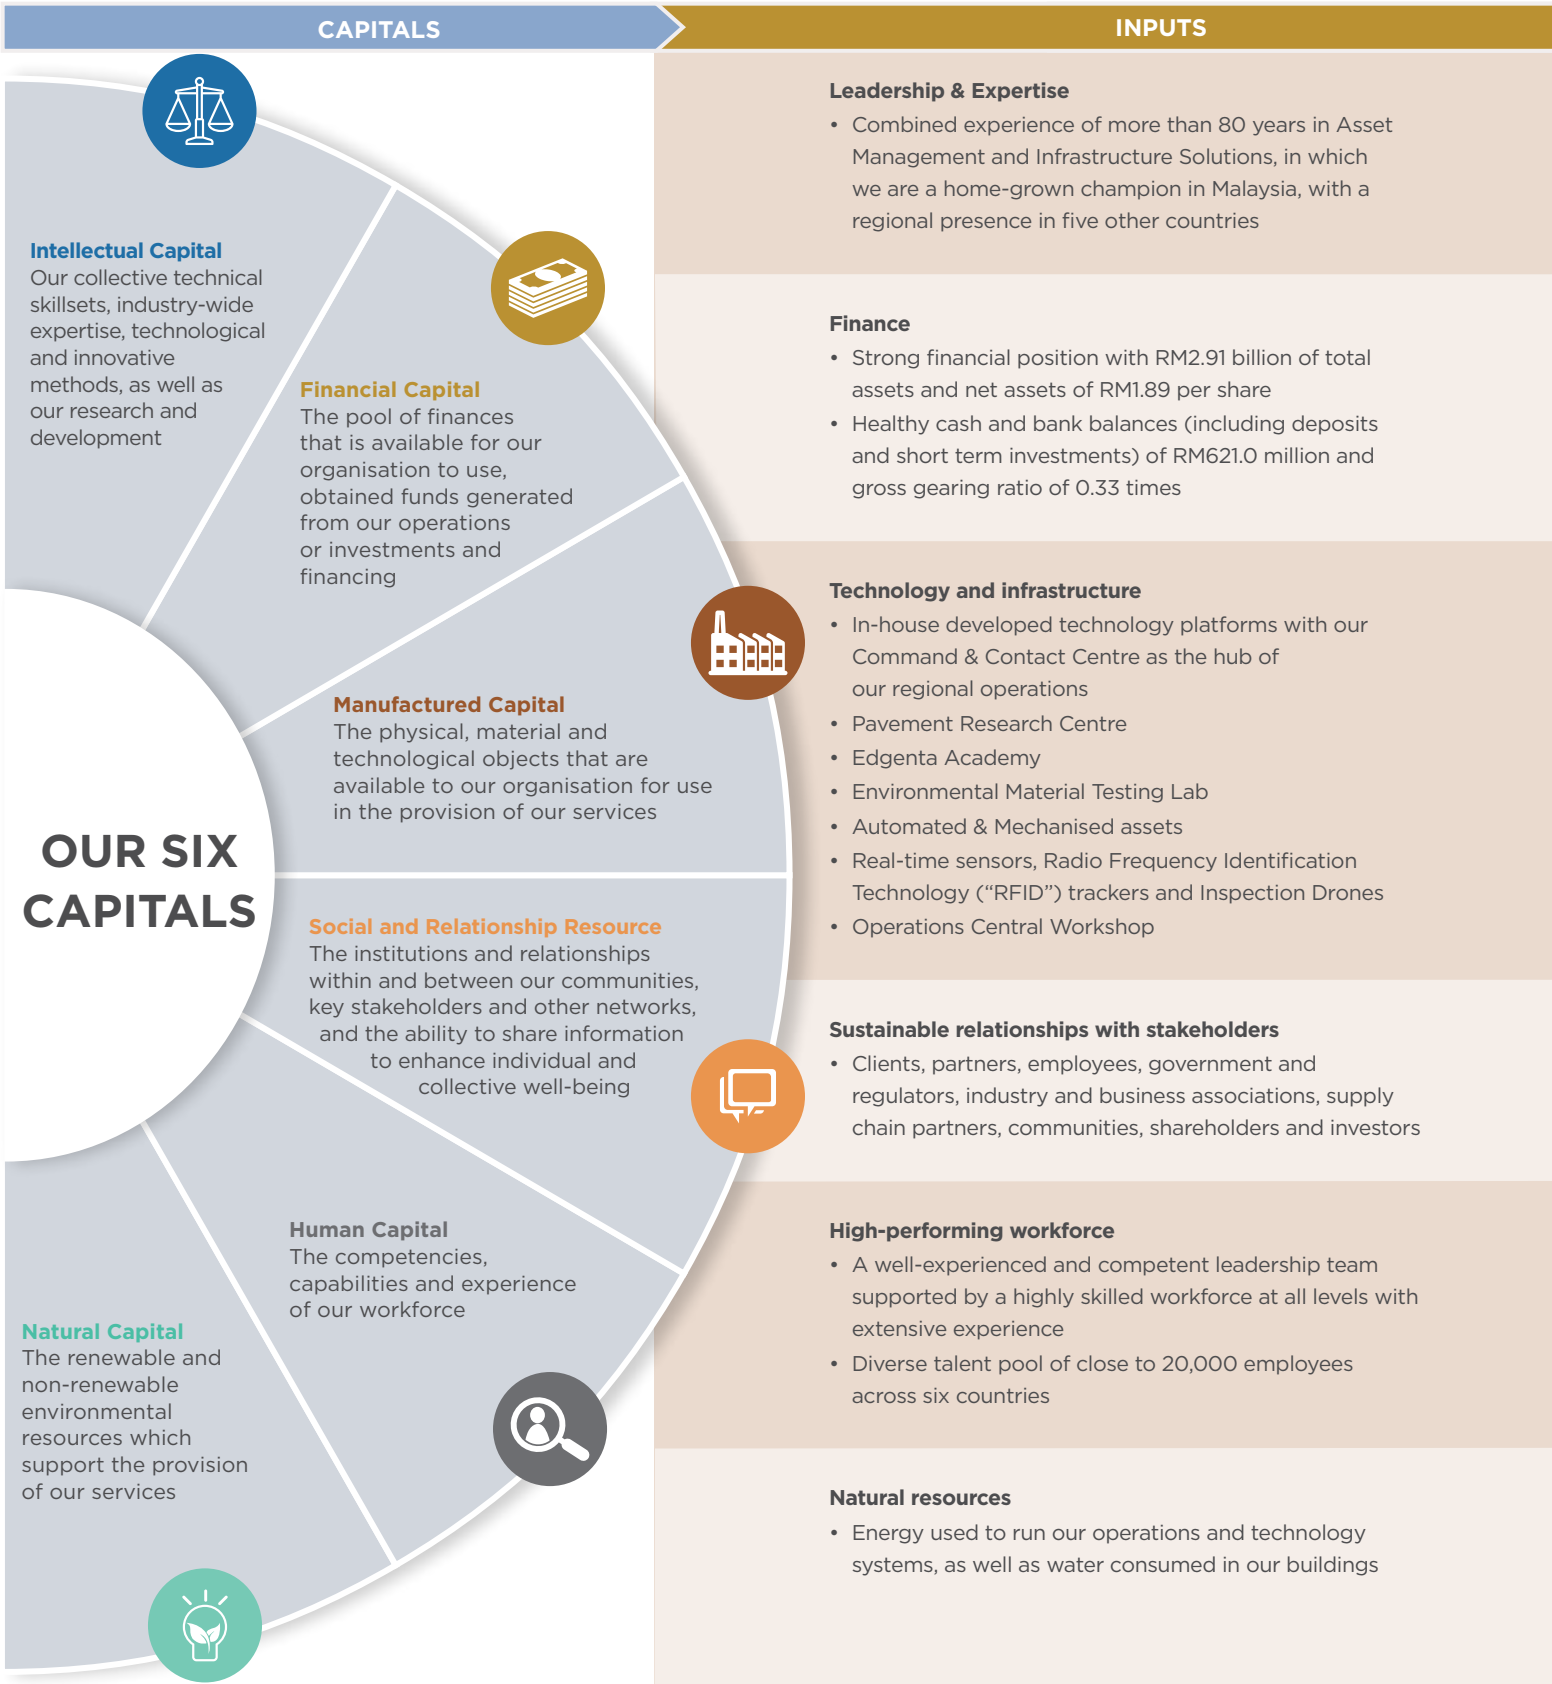 CAPITALS
INPUTS
Intellectual Capital
Our collective technical
skillsets, industry-wide
expertise, technological
and innovative
methods, as well as
our research and
development
Financial Capital
The pool of finances
that is available for our
organisation to use,
obtained funds generated
from our operations
or investments and
financing
Manufactured Capital
The physical, material and
technological objects that are
available to our organisation for use
in the provision of our services
OUR SIX
CAPITALS
Social and Relationship Resource
The institutions and relationships
within and between our communities,
key stakeholders and other networks,
and the ability to share information
to enhance individual and
collective well-being
Human Capital
The competencies,
capabilities and experience
of our workforce
Natural Capital
The renewable and
non-renewable
environmental
resources which
support the provision
of our services
Leadership & Expertise
• Combined experience of more than 80 years in Asset
Management and Infrastructure Solutions, in which
we are a home-grown champion in Malaysia, with a
regional presence in five other countries
Finance
• Strong financial position with RM2.91 billion of total
assets and net assets of RM1.89 per share
• Healthy cash and bank balances (including deposits
and short term investments) of RM621.0 million and
gross gearing ratio of 0.33 times
Technology and infrastructure
• In-house developed technology platforms with our
Command & Contact Centre as the hub of
our regional operations
• Pavement Research Centre
• Edgenta Academy
• Environmental Material Testing Lab
• Automated & Mechanised assets
• Real-time sensors, Radio Frequency Identification
Technology (“RFID”) trackers and Inspection Drones
• Operations Central Workshop
Sustainable relationships with stakeholders
• Clients, partners, employees, government and
regulators, industry and business associations, supply
chain partners, communities, shareholders and investors
High-performing workforce
• A well-experienced and competent leadership team
supported by a highly skilled workforce at all levels with
extensive experience
• Diverse talent pool of close to 20,000 employees
across six countries
Natural resources
• Energy used to run our operations and technology
systems, as well as water consumed in our buildings